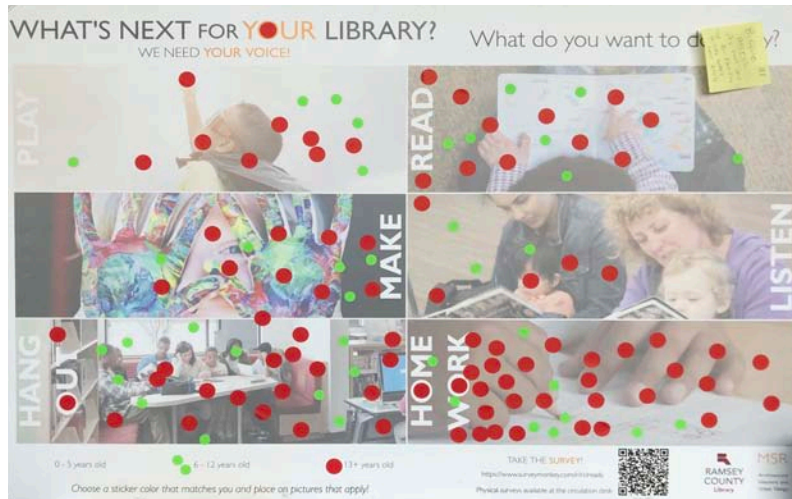 WHAT'S NEXT FOR YOUR LIBRARY?
WE NEED YOUR VOICE!
What do you want to
?
PLAY
READ
MAKE
LISTEN
HANG
OUT
HOME
WORK
0 - 5 years old
6 - 12 years old
13+ years old
Choose a sticker color that matches you and place on pictures that apply!
TAKE THE SURVEY!
Physical surveys available at the circulation desk
RAMSEY
COUNTY
Library
MSR